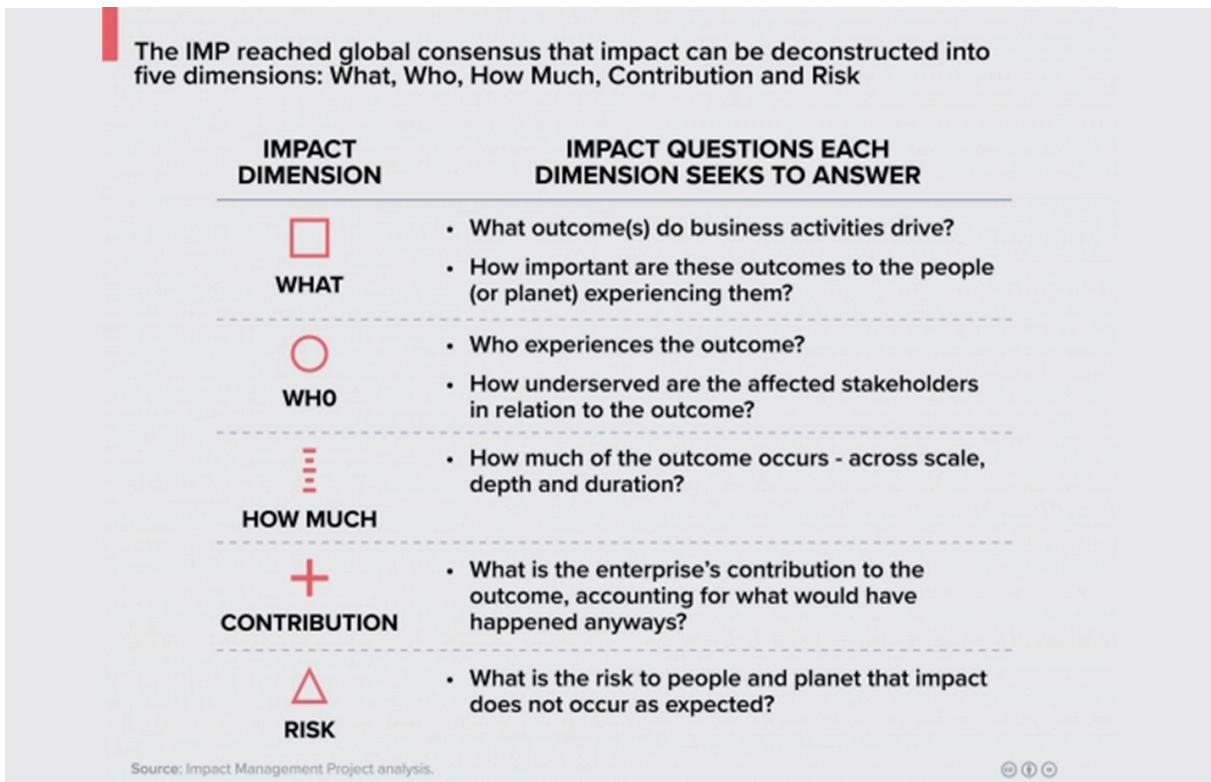 The IMP reached global consensus that impact can be deconstructed into
five dimensions: What, Who, How Much, Contribution and Risk
IMPACT
DIMENSION
IMPACT QUESTIONS EACH
DIMENSION SEEKS TO ANSWER
WHAT
• What outcome(s) do business activities drive?
• How important are these outcomes to the people
(or planet) experiencing them?
WH0
• Who experiences the outcome?
• How underserved are the affected stakeholders
in relation to the outcome?
HOW MUCH
• How much of the outcome occurs - across scale,
depth and duration?
CONTRIBUTION
• What is the enterprise’s contribution to the
outcome, accounting for what would have
happened anyways?
RISK
• What is the risk to people and planet that impact
does not occur as expected?
Source: Impact Management Project analysis.